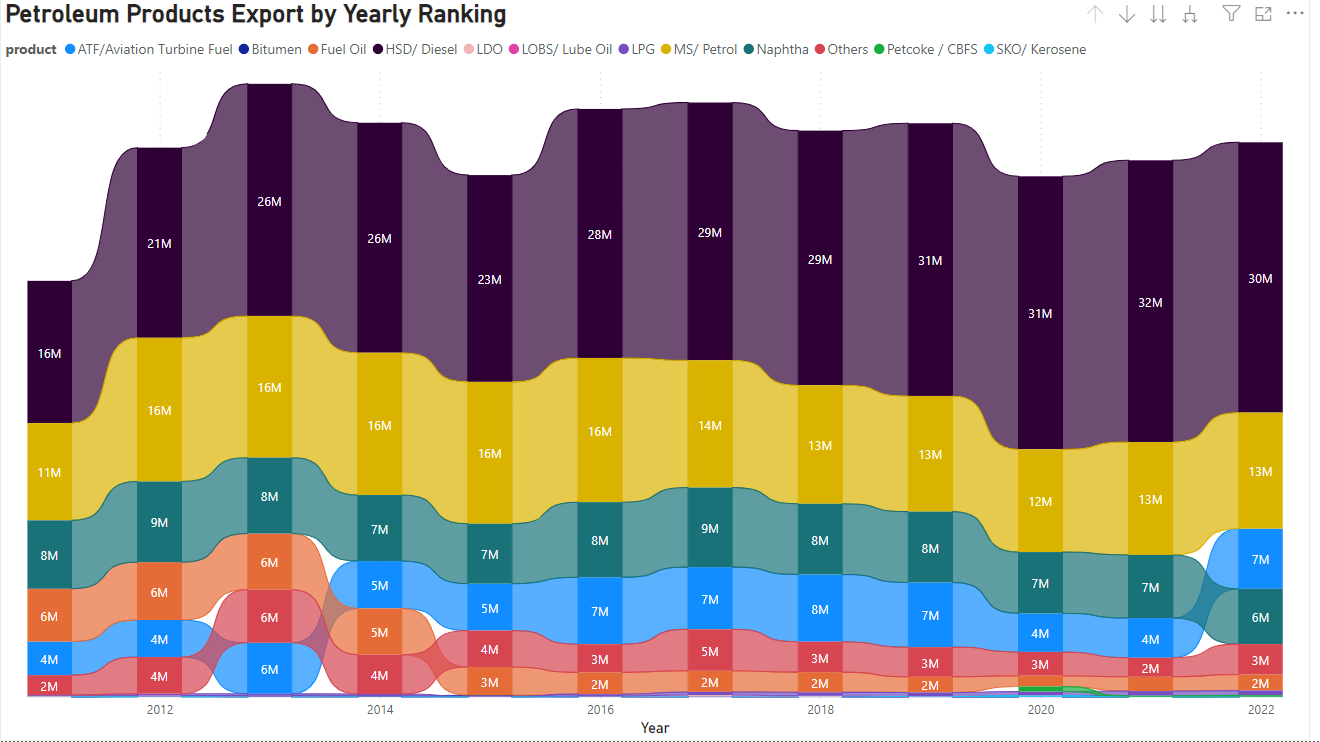 Petroleum Products Export by Yearly Ranking
product ATF/Aviation Turbine Fuel Bitumen Fuel Oil HSD/ Diesel LDO LOBS/ Lube Oil LPG MS/ Petrol Naphtha Others Petcoke / CBFS SKO/ Kerosene
16M
11M
8M
6M
4M
2M
21M
16M
9M
6M
4M
4M
26M
16M
8M
6M
6M
6M
26M
16M
7M
5M
5M
4M
23M
16M
7M
5M
4M
3M
28M
16M
8M
7M
3M
2M
29M
14M
9M
7M
5M
2M
29M
13M
8M
8M
3M
2M
31M
13M
8M
7M
3M
2M
31M
12M
7M
4M
3M
32M
13M
7M
4M
2M
30M
13M
7M
6M
3M
2M
2012 2014 2016 2018 2020 2022
Year